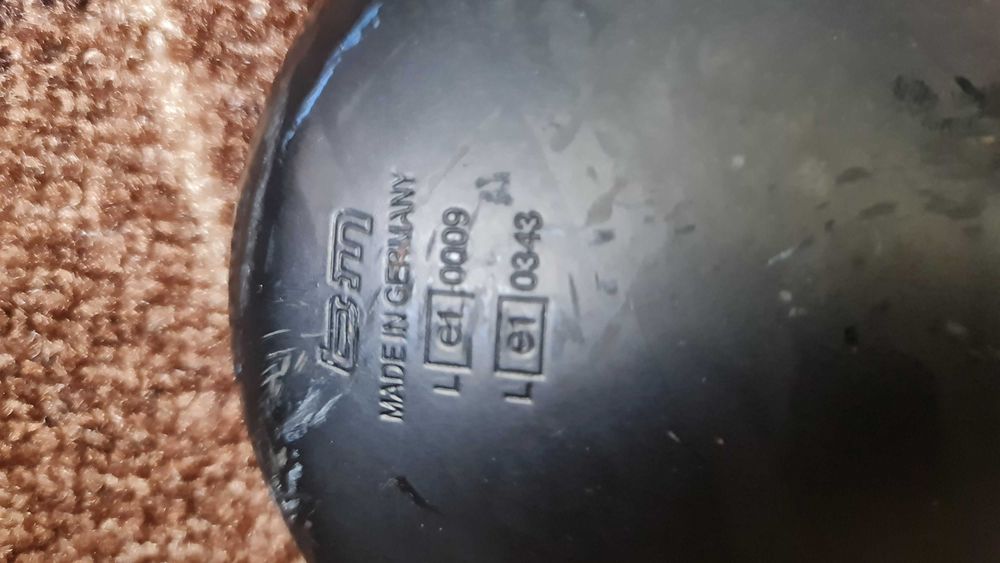 MADE IN GERMANY
L e1 0009
L e1 0343